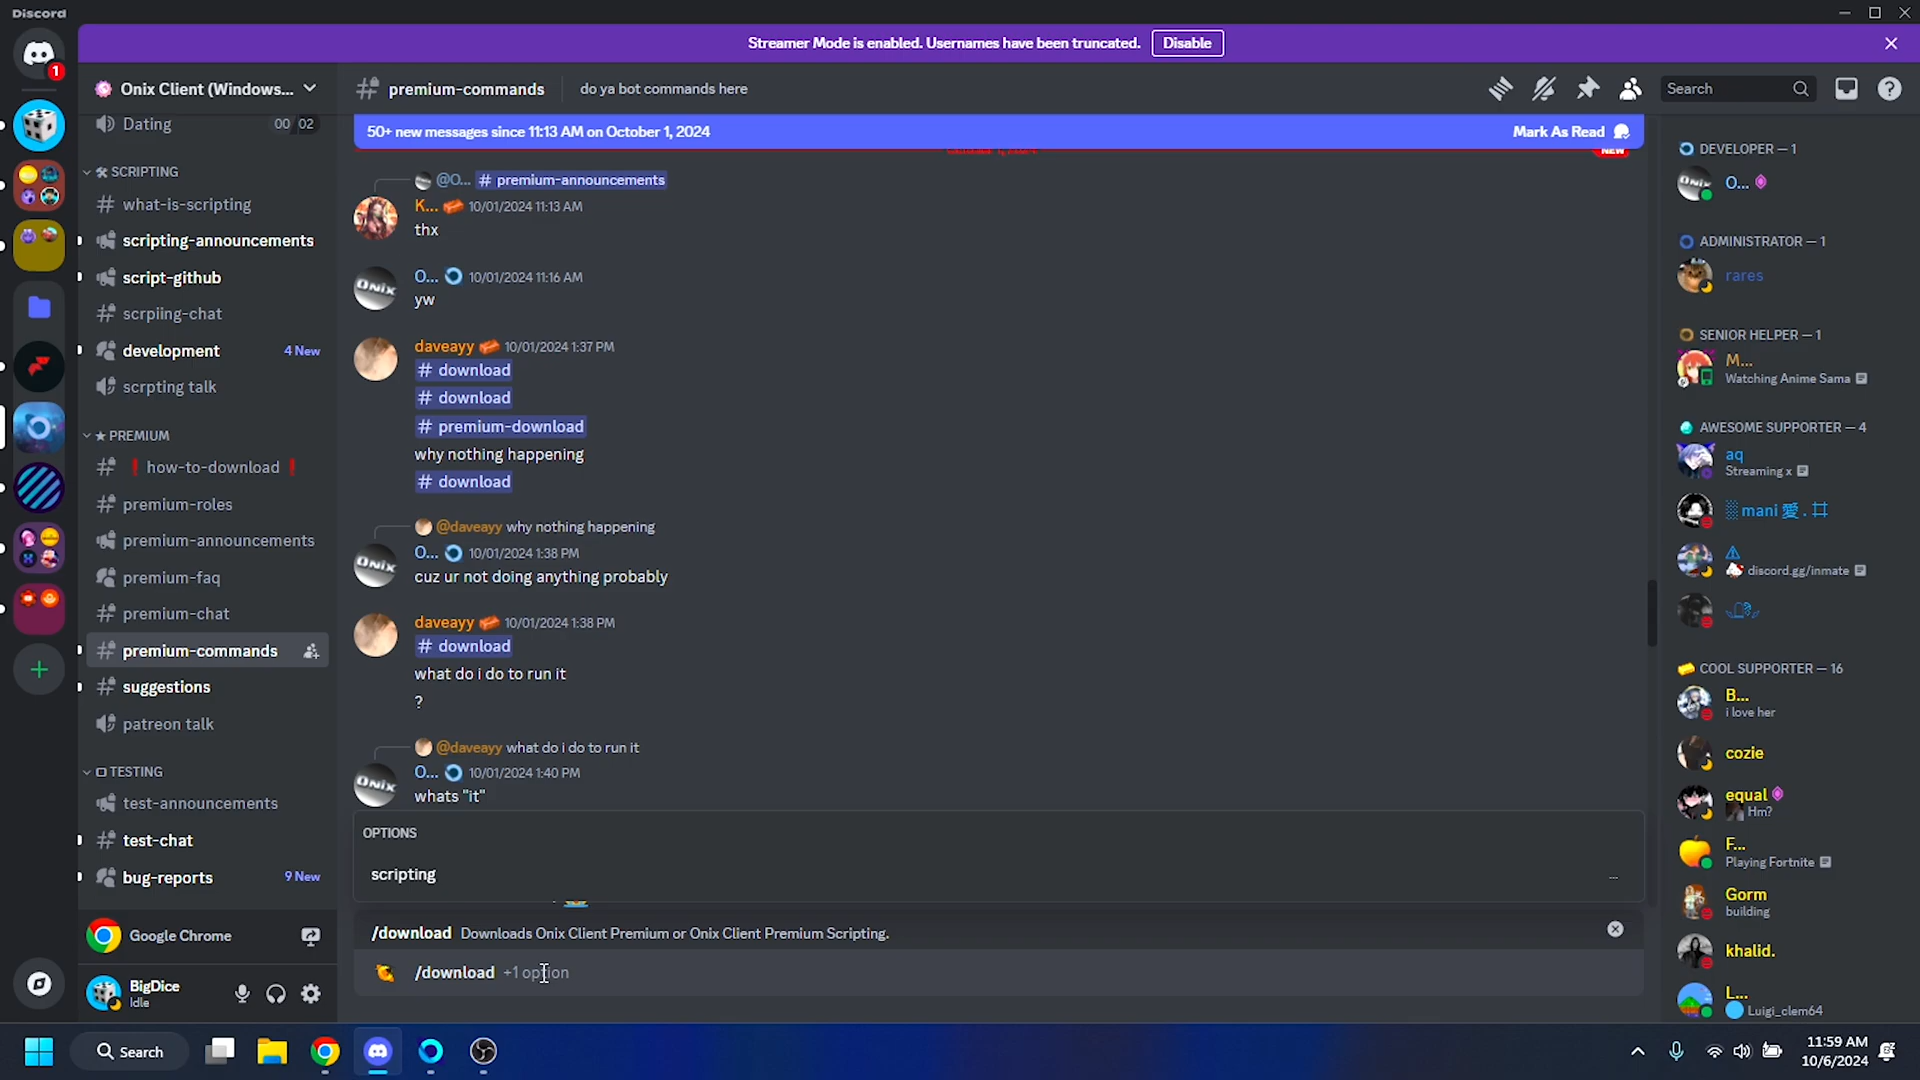 Discord
Streamer Mode is enabled. Usernames have been truncated.
Disable
1
Onix Client (Windows...
Dating
00 02
SCRIPTING
what-is-scripting
scripting-announcements
script-github
scrpiing-chat
development
4 New
scrpting talk
PREMIUM
how-to-download
premium-roles
premium-announcements
premium-faq
premium-chat
premium-commands
suggestions
patreon talk
TESTING
test-announcements
test-chat
bug-reports
9 New
Google Chrome
BigDice
Idle
premium-commands
do ya bot commands here
Search
50+ new messages since 11:13 AM on October 1, 2024
Mark As Read
NEW
@O... # premium-announcements
K... 10/01/2024 11:13 AM
thx
O... 10/01/2024 11:16 AM
yw
daveayy 10/01/2024 1:37 PM
# download
# download
# premium-download
why nothing happening
# download
@daveayy why nothing happening
O... 10/01/2024 1:38 PM
cuz ur not doing anything probably
daveayy 10/01/2024 1:38 PM
# download
what do i do to run it
?
@daveayy what do i do to run it
O... 10/01/2024 1:40 PM
whats "it"
OPTIONS
scripting
...
/download Downloads Onix Client Premium or Onix Client Premium Scripting.
/download +1 option
DEVELOPER — 1
O...
ADMINISTRATOR — 1
rares
SENIOR HELPER — 1
M...
Watching Anime Sama
AWESOME SUPPORTER — 4
aq
Streaming x
mani 愛 .
discord.gg/inmate
COOL SUPPORTER — 16
B...
i love her
cozie
equal
Hm?
F...
Playing Fortnite
Gorm
building
khalid.
L...
Luigi_clem64
Search
11:59 AM
10/6/2024